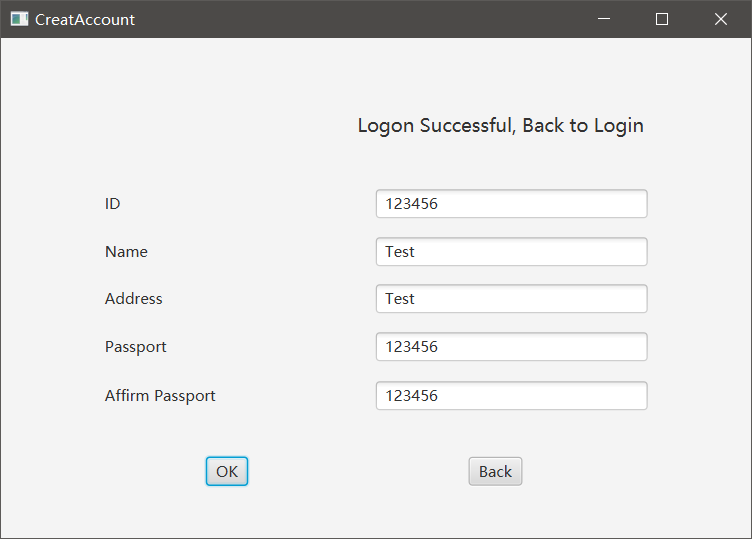 CreatAccount
Logon Successful, Back to Login
ID 123456
Name Test
Address Test
Passport 123456
Affirm Passport 123456
OK Back